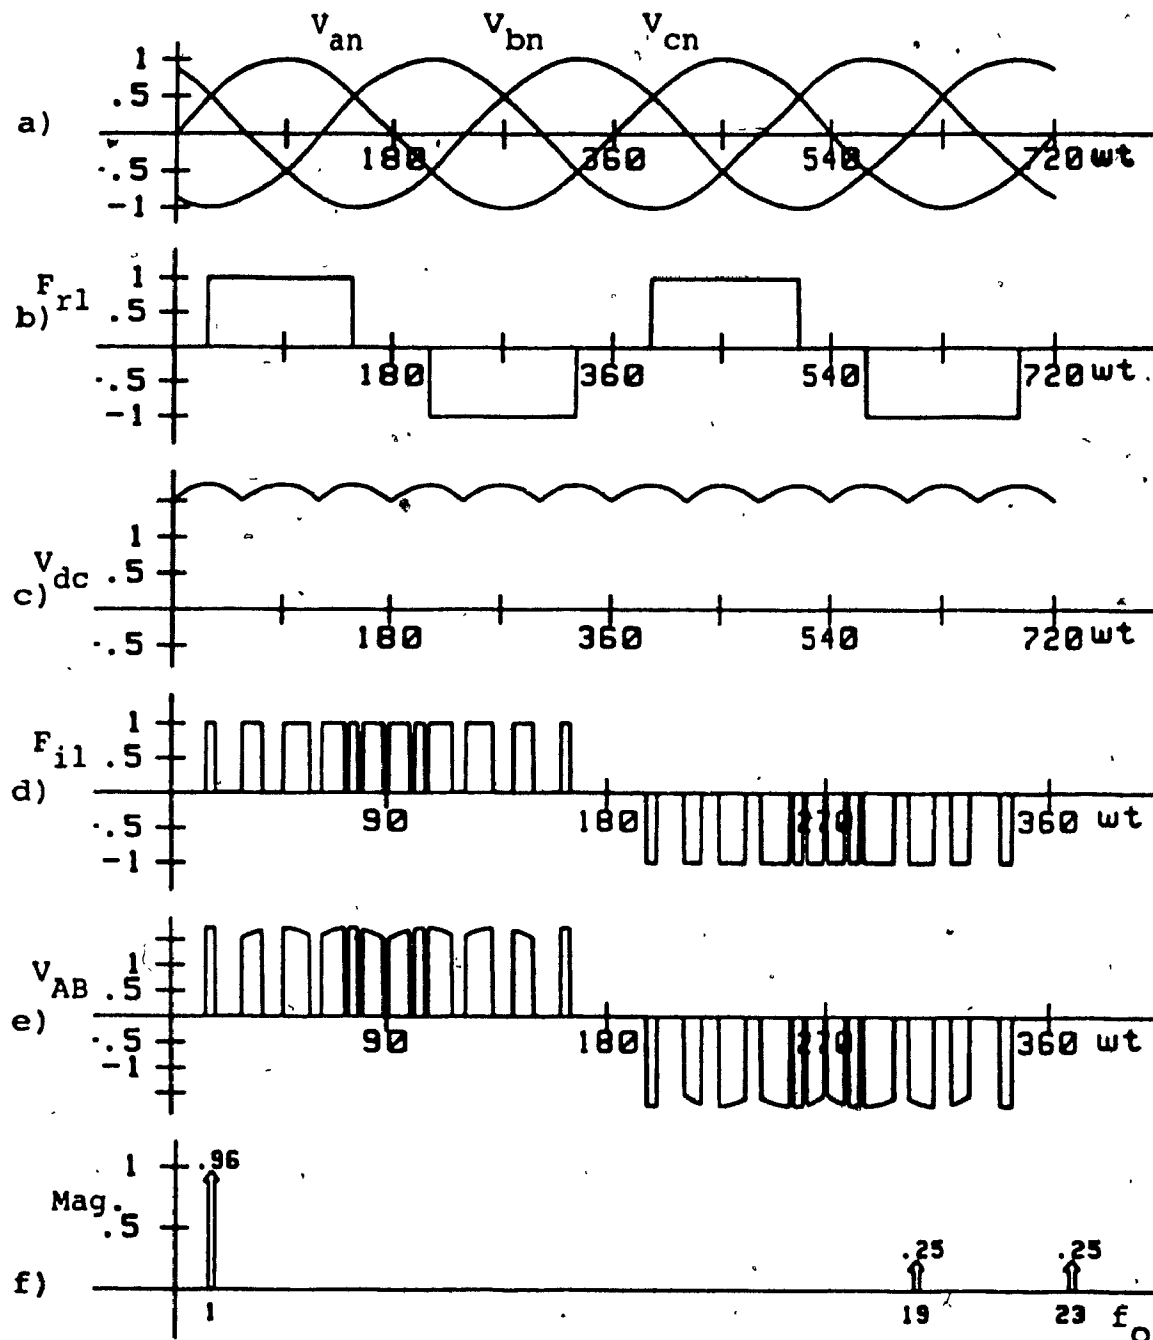 V_an V_bn V_cn
1
.5
a)
180 360 540 720 ωt
-.5
-1
F_rl
1
.5
b)
180 360 540 720 ωt
-.5
-1
1
V_dc .5
c)
180 360 540 720 ωt
-.5
F_il
1
.5
d)
90 180 270 360 ωt
-.5
-1
1
V_AB .5
e)
90 180 270 360 ωt
-.5
-1
1 .96
Mag.
.5
.25 .25
f)
1 19 23 f_o